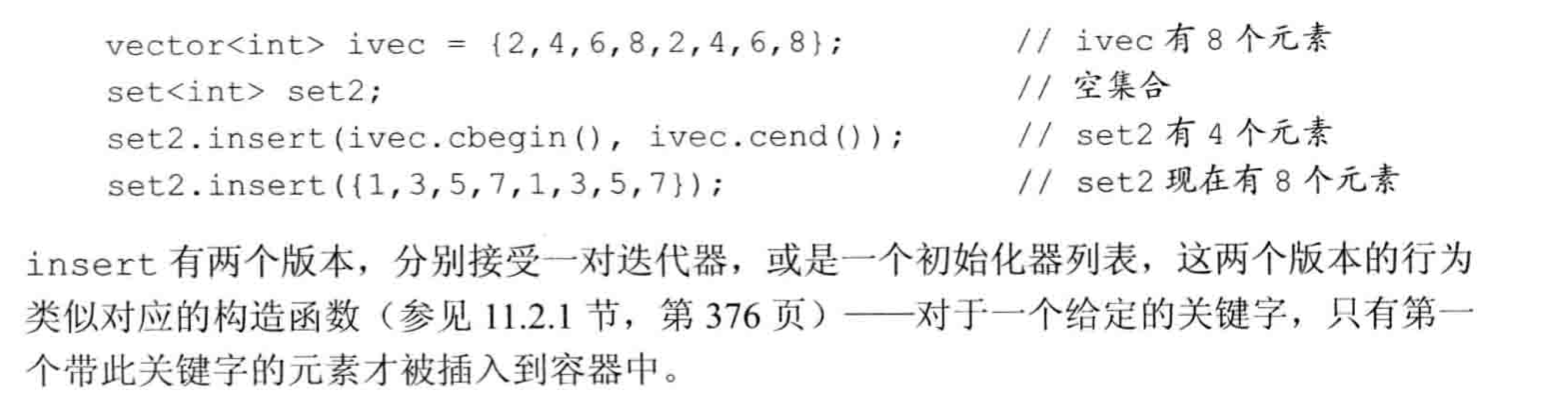 vector<int> ivec = {2,4,6,8,2,4,6,8}; // ivec 有 8 个元素
set<int> set2; // 空集合
set2.insert(ivec.cbegin(), ivec.cend()); // set2 有 4 个元素
set2.insert({1,3,5,7,1,3,5,7}); // set2 现在有 8 个元素
insert 有两个版本，分别接受一对迭代器，或是一个初始化器列表，这两个版本的行为
类似对应的构造函数（参见 11.2.1 节，第 376 页）——对于一个给定的关键字，只有第一
个带此关键字的元素才被插入到容器中。